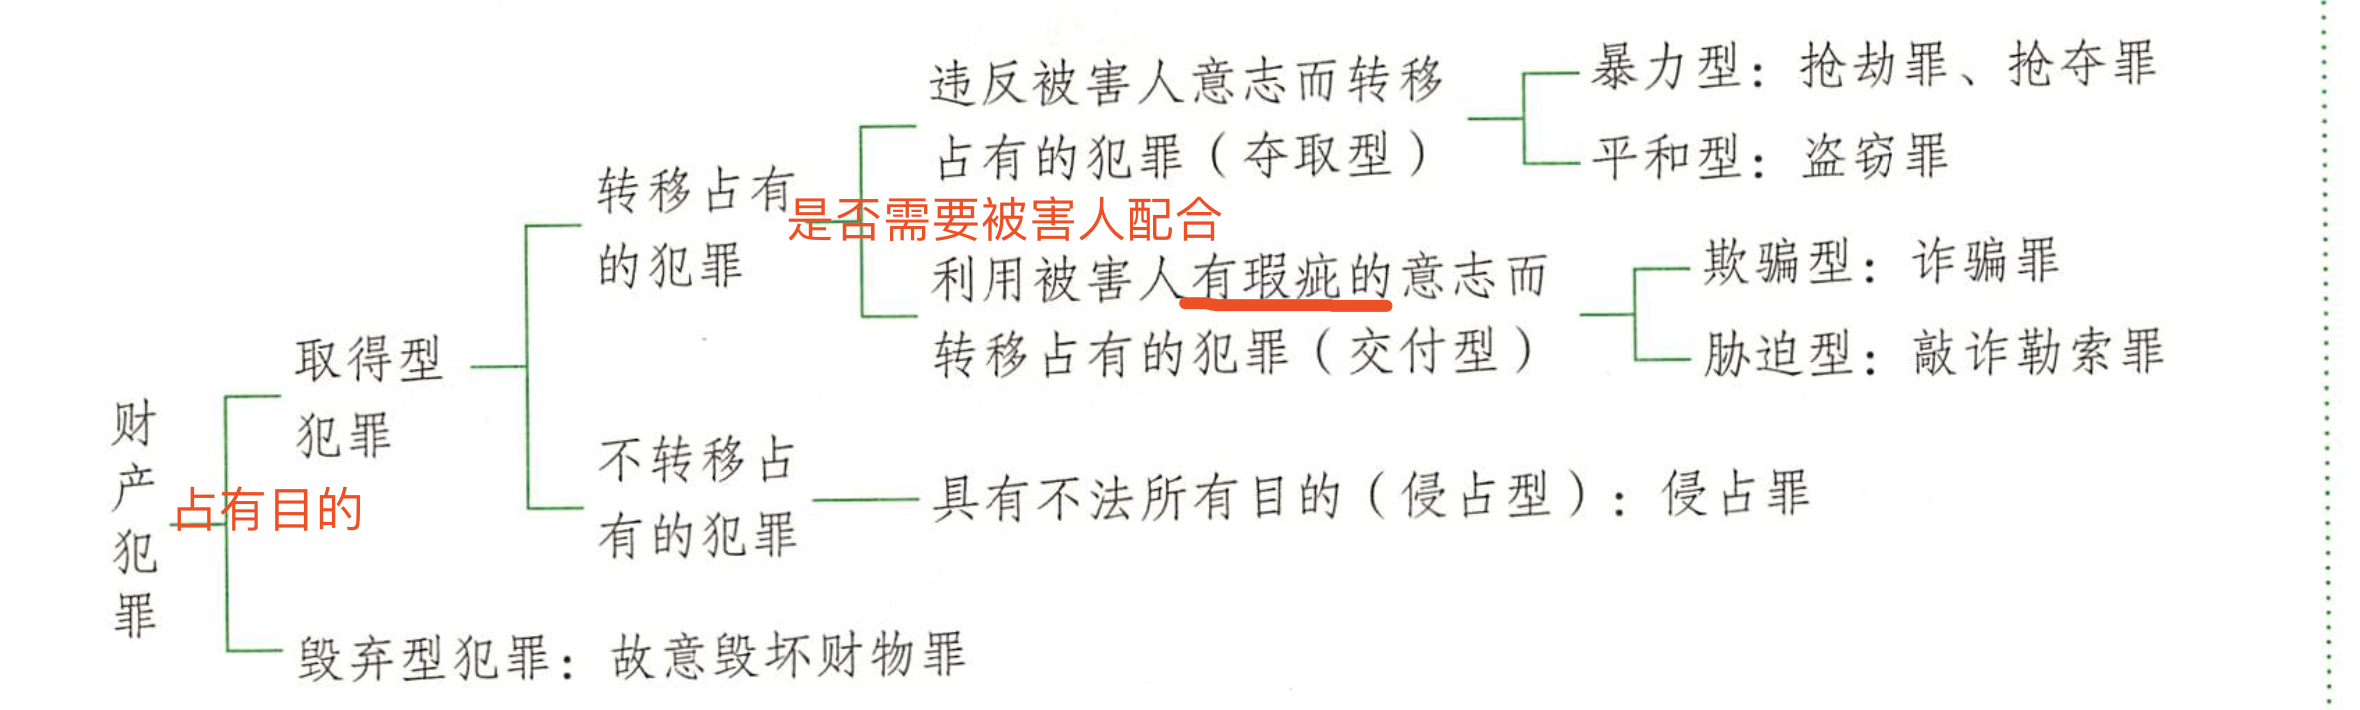 财产犯罪
占有目的
取得型
犯罪
转移占有
的犯罪
是否需要被害人配合
违反被害人意志而转移
占有的犯罪（夺取型）
暴力型：抢劫罪、抢夺罪
平和型：盗窃罪
利用被害人有瑕疵的意志而
转移占有的犯罪（交付型）
欺骗型：诈骗罪
胁迫型：敲诈勒索罪
不转移占
有的犯罪
具有不法所有目的（侵占型）：侵占罪
毁弃型犯罪：故意毁坏财物罪